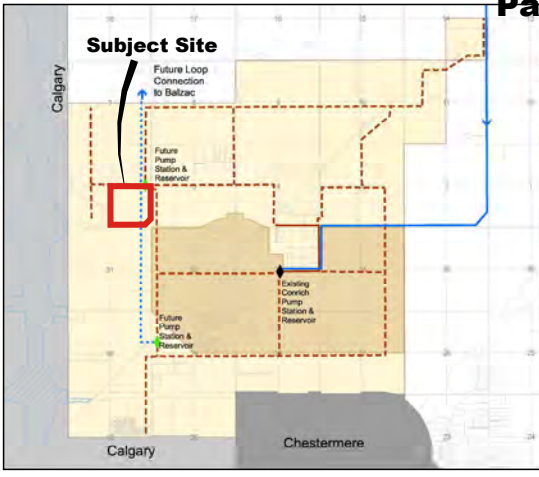 Pa
Subject Site
Calgary
Future Loop
Connection
to Balzac
Future
Pump
Station &
Reservoir
Existing
Conrich
Pump
Station &
Reservoir
Future
Pump
Station &
Reservoir
Calgary
Chestermere